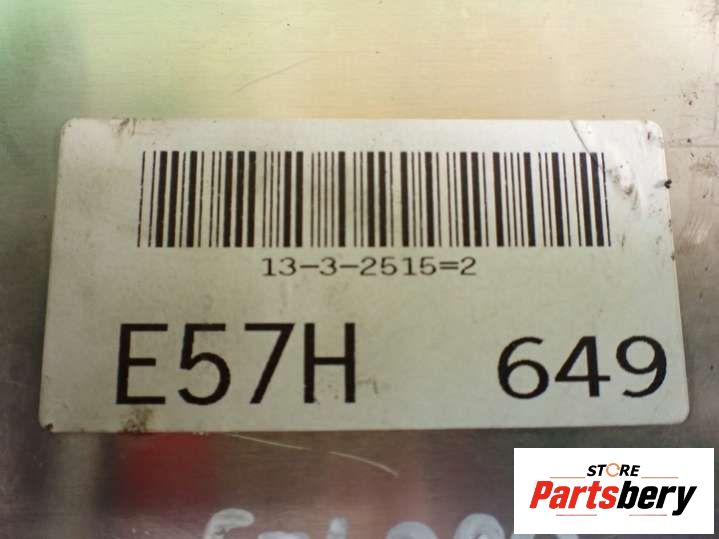 13-3-2515=2
E57H 649
STORE
Partsbery